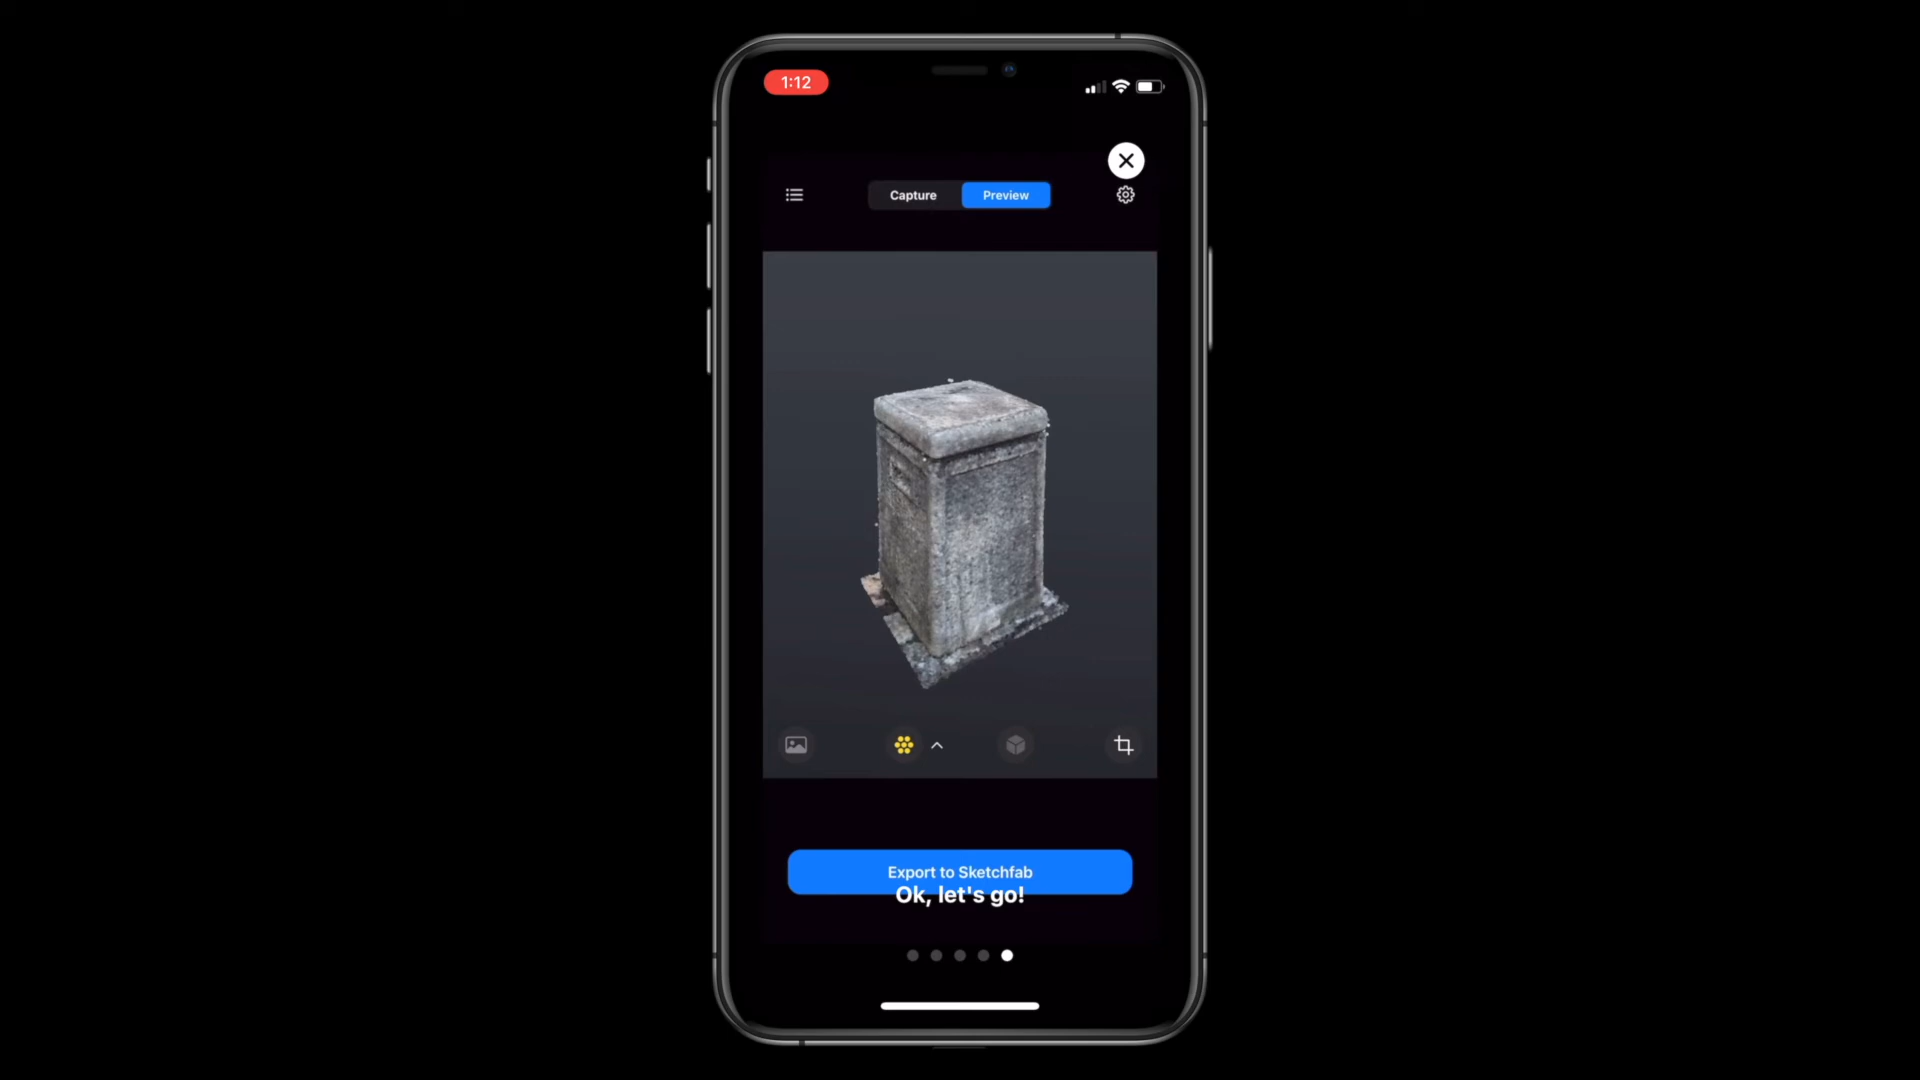 1:12
Capture
Preview
Export to Sketchfab
Ok, let's go!